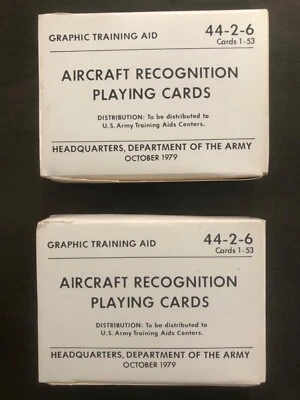 GRAPHIC TRAINING AID
44-2-6
Cards 1-53
AIRCRAFT RECOGNITION
PLAYING CARDS
DISTRIBUTION: To be distributed to
U.S. Army Training Aids Centers.
HEADQUARTERS, DEPARTMENT OF THE ARMY
OCTOBER 1979
GRAPHIC TRAINING AID
44-2-6
Cards 1-53
AIRCRAFT RECOGNITION
PLAYING CARDS
DISTRIBUTION: To be distributed to
U.S. Army Training Aids Centers.
HEADQUARTERS, DEPARTMENT OF THE ARMY
OCTOBER 1979